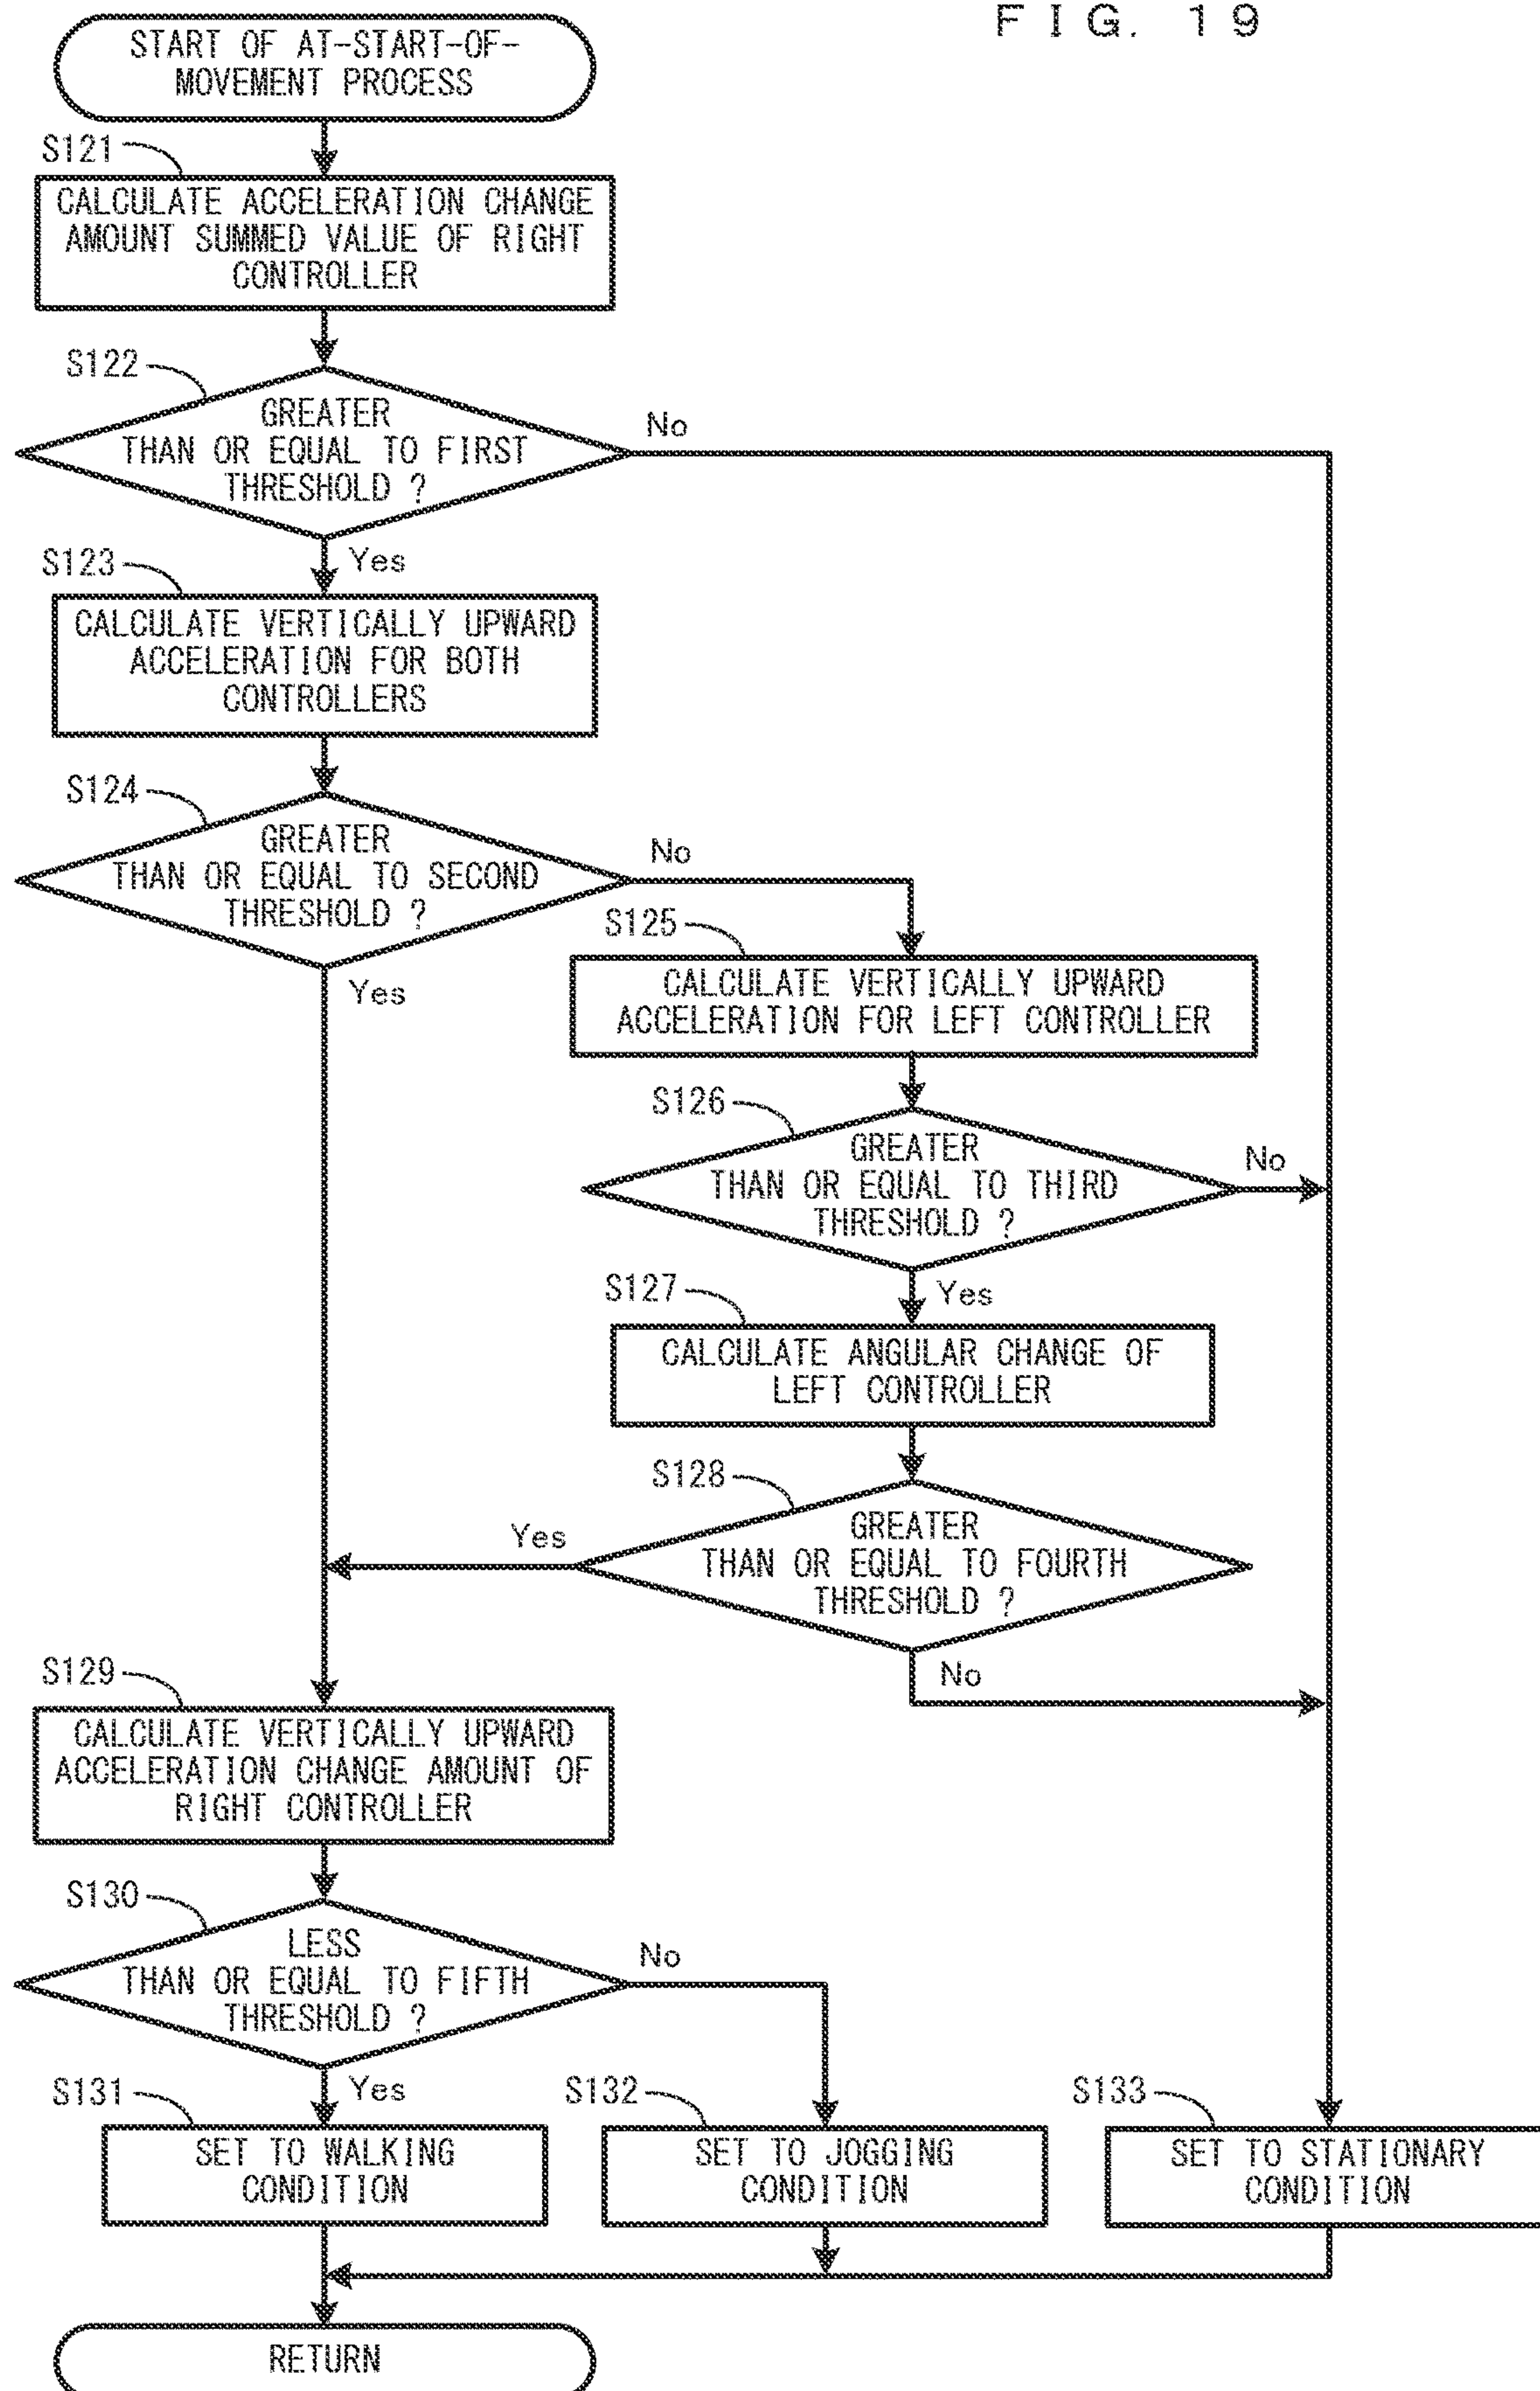 FIG. 19
START OF AT-START-OF-
MOVEMENT PROCESS
S121
CALCULATE ACCELERATION CHANGE
AMOUNT SUMMED VALUE OF RIGHT
CONTROLLER
S122
GREATER
THAN OR EQUAL TO FIRST
THRESHOLD ?
No
Yes
S123
CALCULATE VERTICALLY UPWARD
ACCELERATION FOR BOTH
CONTROLLERS
S124
GREATER
THAN OR EQUAL TO SECOND
THRESHOLD ?
No
Yes
S125
CALCULATE VERTICALLY UPWARD
ACCELERATION FOR LEFT CONTROLLER
S126
GREATER
THAN OR EQUAL TO THIRD
THRESHOLD ?
No
Yes
S127
CALCULATE ANGULAR CHANGE OF
LEFT CONTROLLER
S128
GREATER
THAN OR EQUAL TO FOURTH
THRESHOLD ?
Yes
No
S129
CALCULATE VERTICALLY UPWARD
ACCELERATION CHANGE AMOUNT OF
RIGHT CONTROLLER
S130
LESS
THAN OR EQUAL TO FIFTH
THRESHOLD ?
No
Yes
S131
SET TO WALKING
CONDITION
S132
SET TO JOGGING
CONDITION
S133
SET TO STATIONARY
CONDITION
RETURN